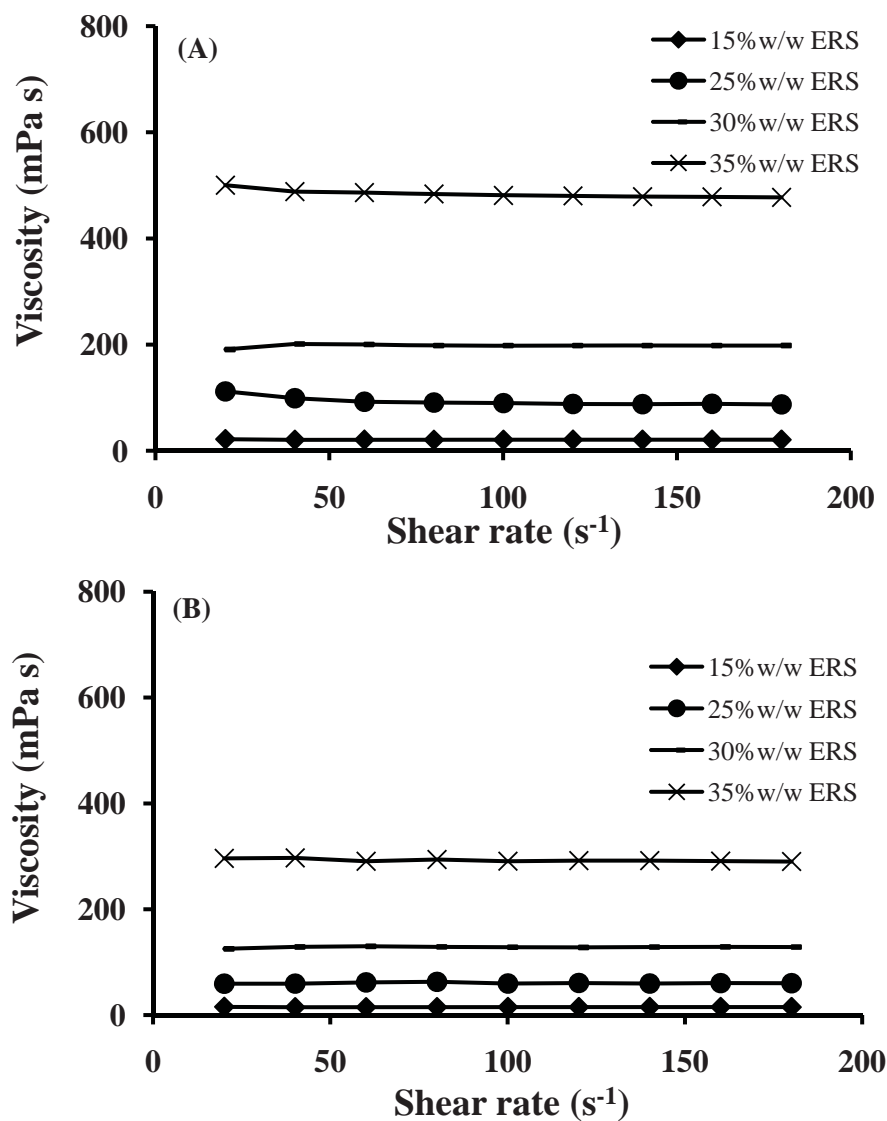 (A)
800
600
400
200
0
Viscosity (mPa s)
15%w/w ERS
25%w/w ERS
30%w/w ERS
35%w/w ERS
0 50 100 150 200
Shear rate (s⁻¹)
(B)
800
600
400
200
0
Viscosity (mPa s)
15%w/w ERS
25%w/w ERS
30%w/w ERS
35%w/w ERS
0 50 100 150 200
Shear rate (s⁻¹)